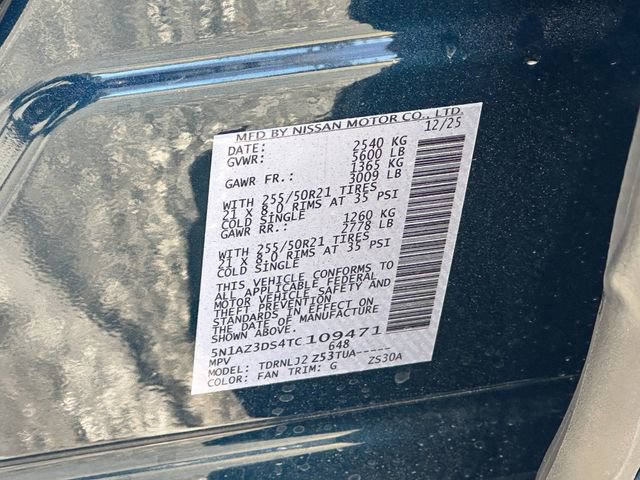 MFD BY NISSAN MOTOR CO., LTD.
DATE: 12/25
GVWR: 2540 KG
5600 LB
GAWR FR.: 1365 KG
3009 LB
WITH 255/50R21 TIRES
21 X 8.0 RIMS AT 35 PSI
COLD SINGLE
GAWR RR.: 1260 KG
2778 LB
WITH 255/50R21 TIRES
21 X 8.0 RIMS AT 35 PSI
COLD SINGLE
THIS VEHICLE CONFORMS TO
ALL APPLICABLE FEDERAL
MOTOR VEHICLE SAFETY AND
THEFT PREVENTION
STANDARDS IN EFFECT ON
THE DATE OF MANUFACTURE
SHOWN ABOVE.
5N1AZ3DS4TC109471
MPV 648
MODEL: TDRNLJ2 Z53TUA-----
COLOR: FAN TRIM: G ZS30A